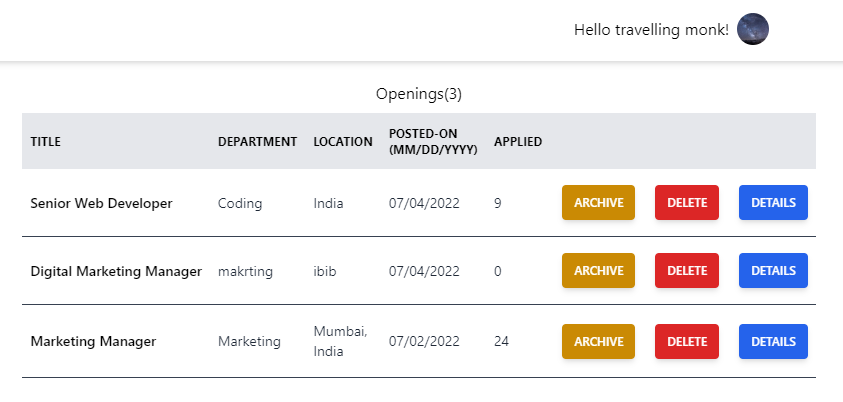 Hello travelling monk!
Openings(3)
TITLE DEPARTMENT LOCATION POSTED-ON (MM/DD/YYYY) APPLIED
Senior Web Developer Coding India 07/04/2022 9 ARCHIVE DELETE DETAILS
Digital Marketing Manager makrting ibib 07/04/2022 0 ARCHIVE DELETE DETAILS
Marketing Manager Marketing Mumbai, India 07/02/2022 24 ARCHIVE DELETE DETAILS